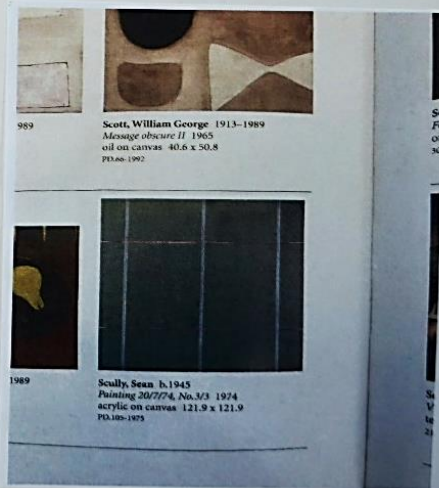 989
Scott, William George 1913–1989
Message obscure II 1965
oil on canvas 40.6 x 50.8
PD.66-1992
1989
Scully, Sean b.1945
Painting 20/7/74, No.3/3 1974
acrylic on canvas 121.9 x 121.9
PD.105-1975